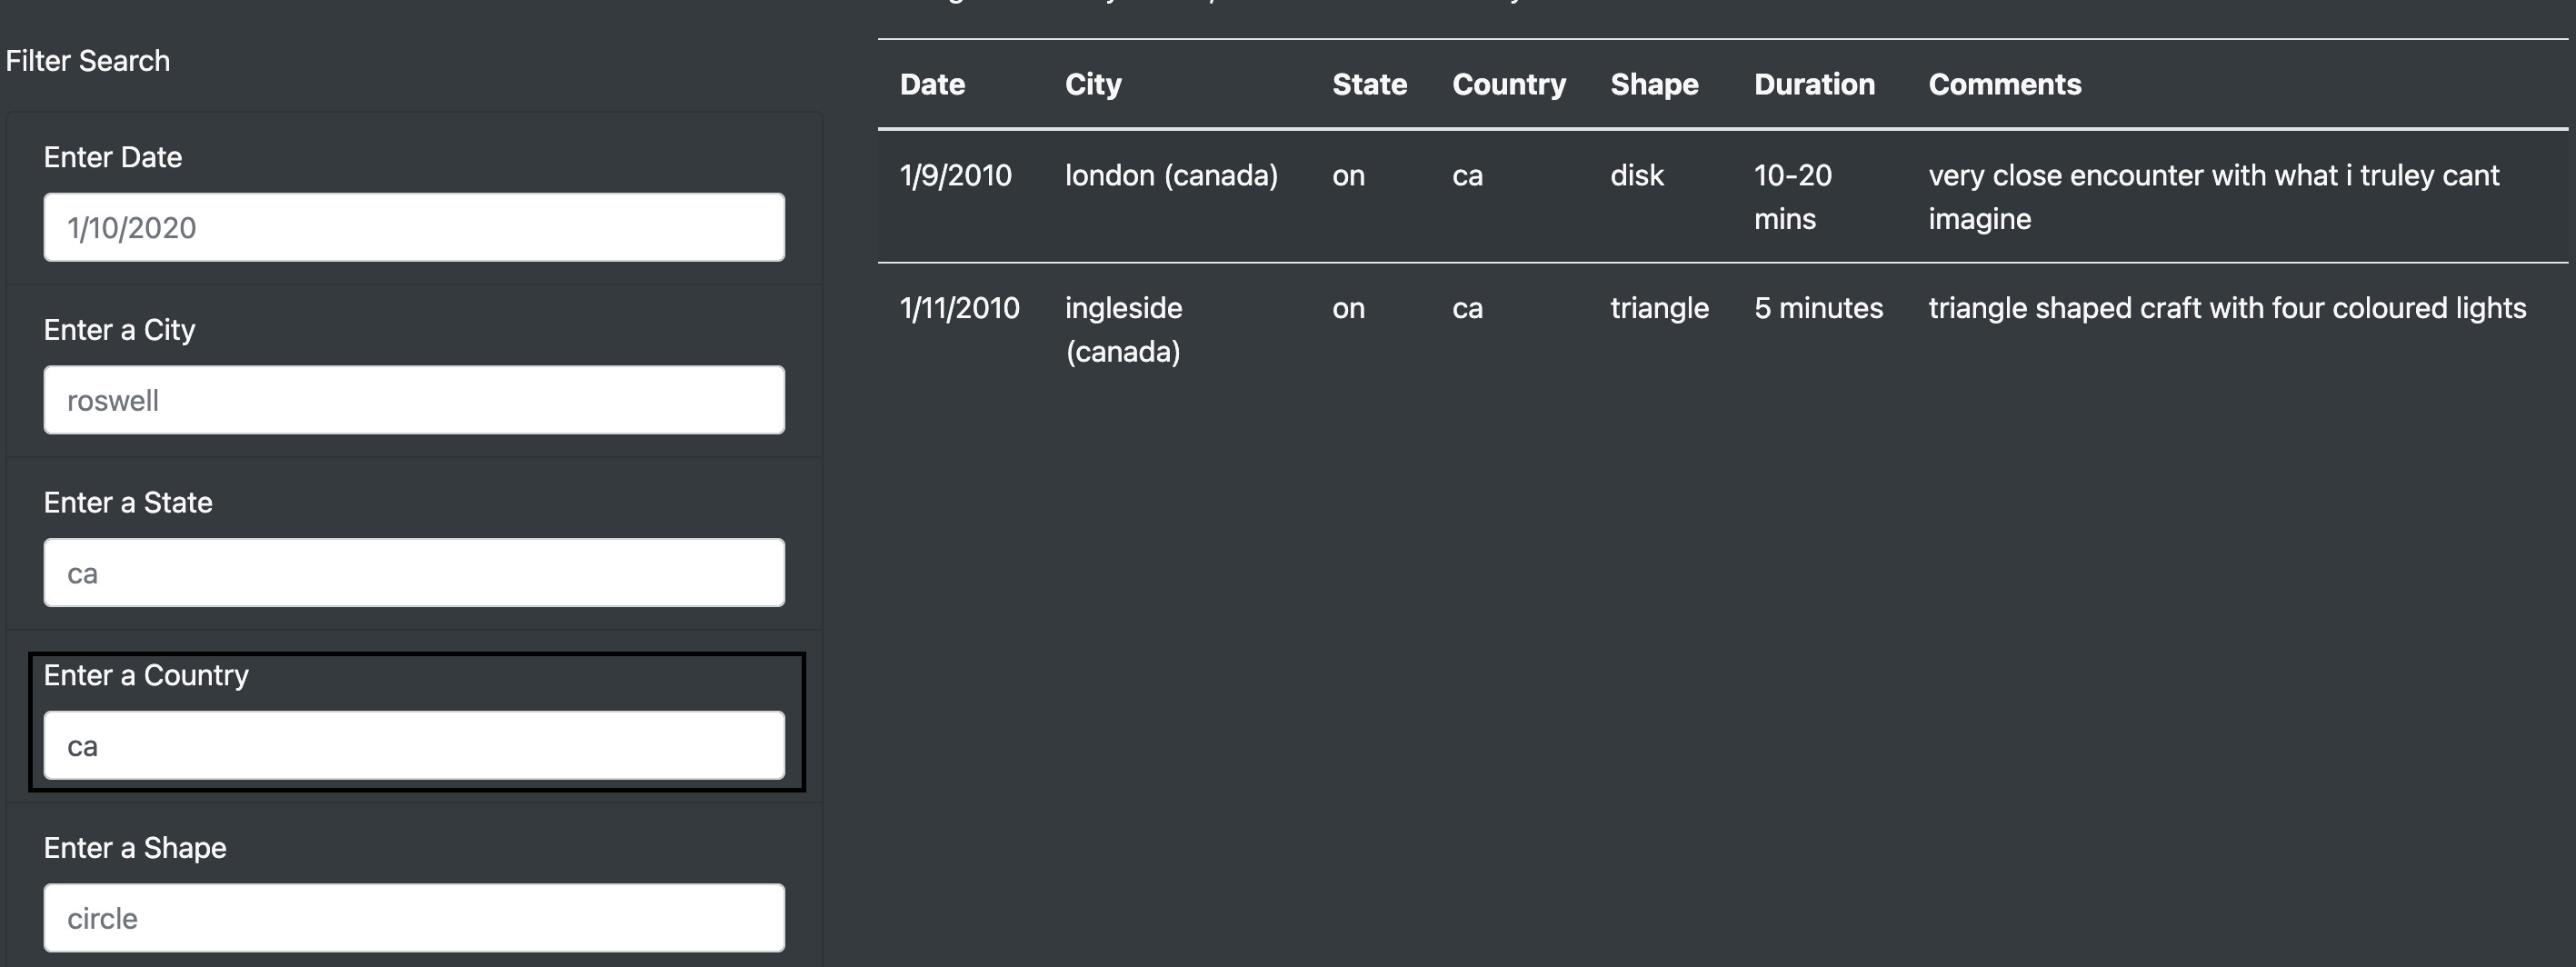 Filter Search
Enter Date
1/10/2020
Enter a City
roswell
Enter a State
ca
Enter a Country
ca
Enter a Shape
circle
Date City State Country Shape Duration Comments
1/9/2010 london (canada) on ca disk 10-20 very close encounter with what i truley cant
mins imagine
1/11/2010 ingleside on ca triangle 5 minutes triangle shaped craft with four coloured lights
(canada)